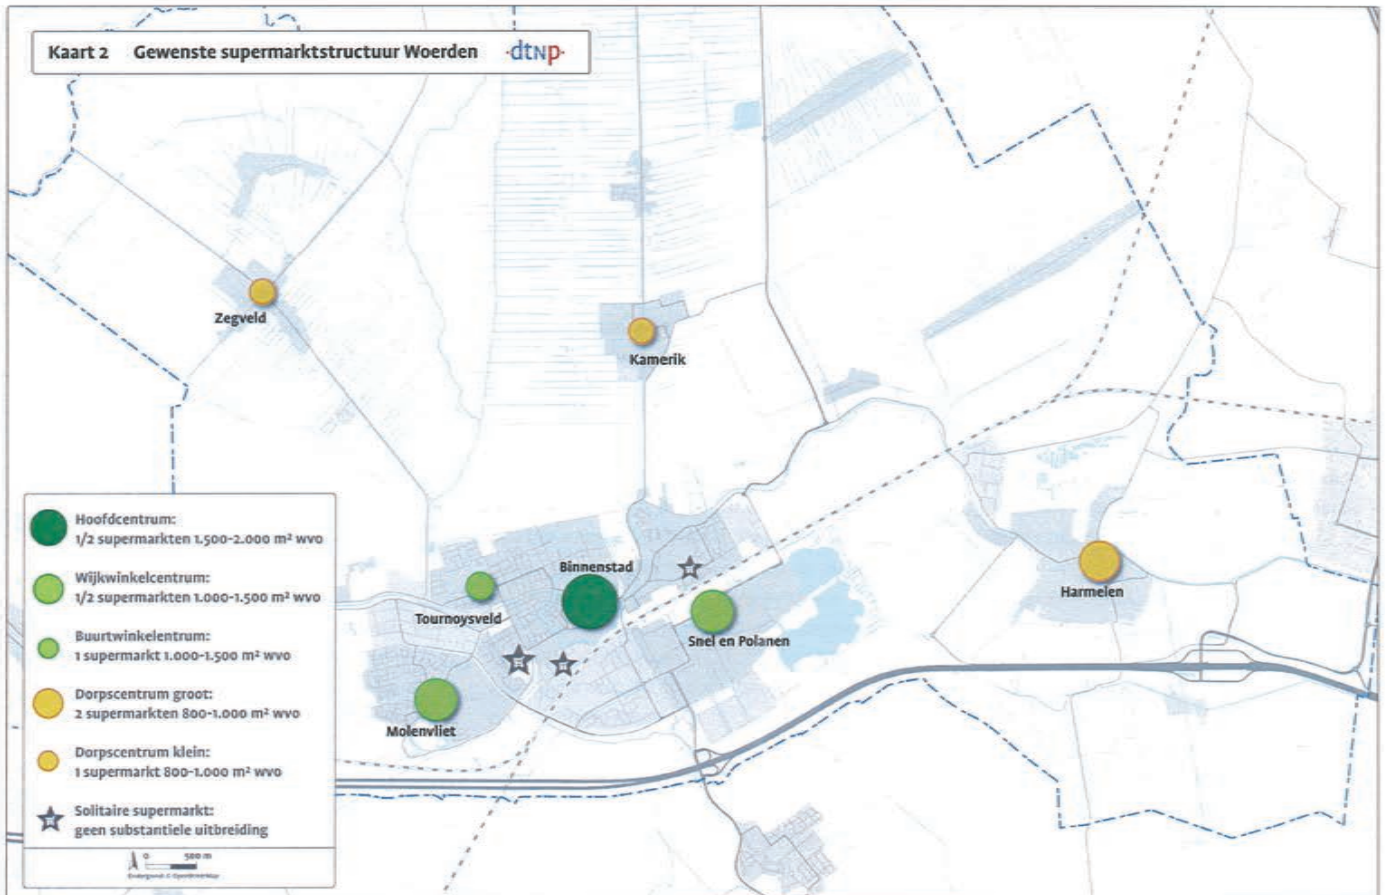 Kaart 2 Gewenste supermarktstructuur Woerden ·dtnp·
Zegveld
Kamerik
Binnenstad
Tournoysveld
Snel en Polanen
Harmelen
Molenvliet
Hoofdcentrum:
1/2 supermarkten 1.500-2.000 m² wvo
Wijkwinkelcentrum:
1/2 supermarkten 1.000-1.500 m² wvo
Buurtwinkelentrum:
1 supermarkt 1.000-1.500 m² wvo
Dorpscentrum groot:
2 supermarkten 800-1.000 m² wvo
Dorpscentrum klein:
1 supermarkt 800-1.000 m² wvo
Solitaire supermarkt:
geen substantiele uitbreiding
0 500 m
Ondergrond: © OpenStreetMap